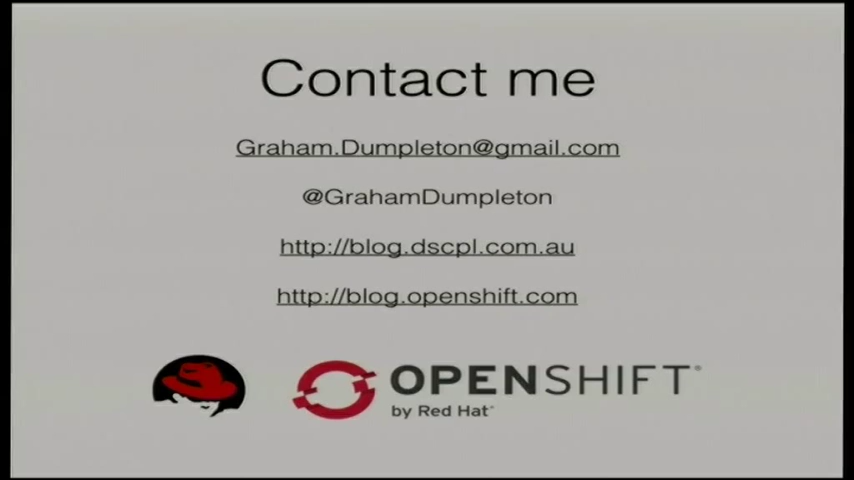 Contact me
Graham.Dumpleton@gmail.com
@GrahamDumpleton
http://blog.dscpl.com.au
http://blog.openshift.com
OPENSHIFT®
by Red Hat®